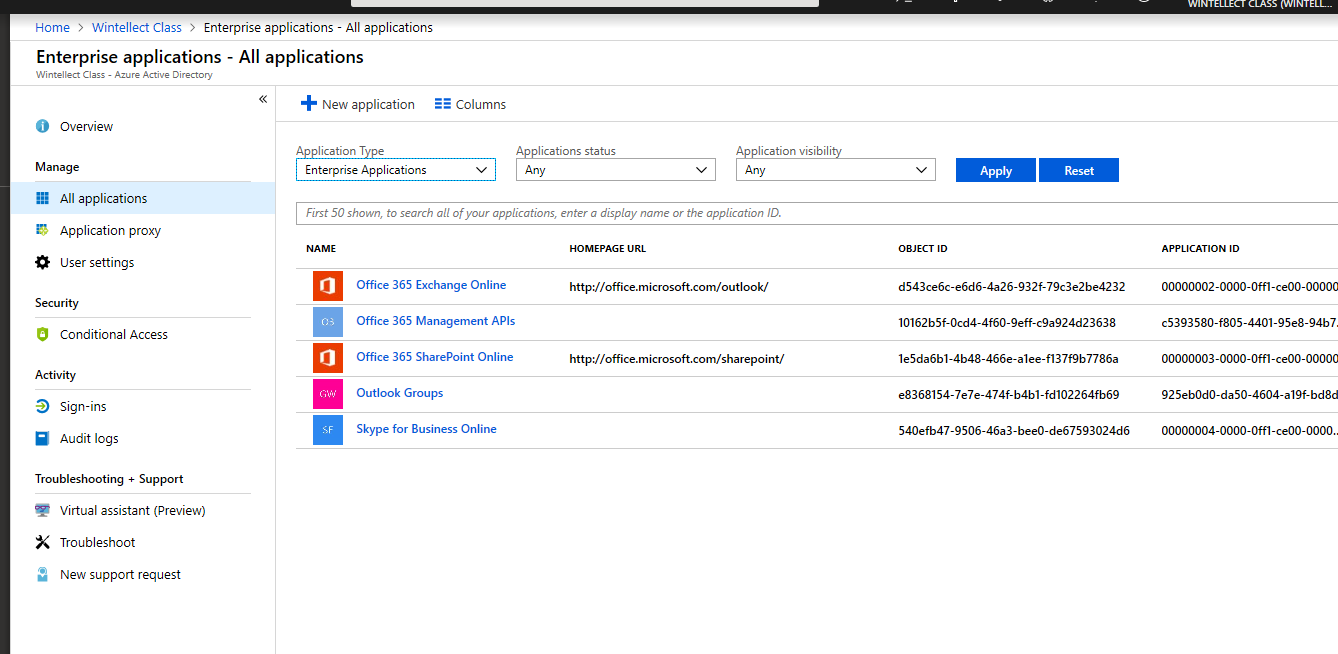 WINTELLECT CLASS (WINTELL...
Home > Wintellect Class > Enterprise applications - All applications
Enterprise applications - All applications
Wintellect Class - Azure Active Directory
«
Overview
Manage
All applications
Application proxy
User settings
Security
Conditional Access
Activity
Sign-ins
Audit logs
Troubleshooting + Support
Virtual assistant (Preview)
Troubleshoot
New support request
New application Columns
Application Type Applications status Application visibility
Enterprise Applications Any Any Apply Reset
First 50 shown, to search all of your applications, enter a display name or the application ID.
NAME HOMEPAGE URL OBJECT ID APPLICATION ID
Office 365 Exchange Online http://office.microsoft.com/outlook/ d543ce6c-e6d6-4a26-932f-79c3e2be4232 00000002-0000-0ff1-ce00-00000
O3 Office 365 Management APIs 10162b5f-0cd4-4f60-9eff-c9a924d23638 c5393580-f805-4401-95e8-94b7.
Office 365 SharePoint Online http://office.microsoft.com/sharepoint/ 1e5da6b1-4b48-466e-a1ee-f137f9b7786a 00000003-0000-0ff1-ce00-00000
GW Outlook Groups e8368154-7e7e-474f-b4b1-fd102264fb69 925eb0d0-da50-4604-a19f-bd8d
SF Skype for Business Online 540efb47-9506-46a3-bee0-de67593024d6 00000004-0000-0ff1-ce00-0000..